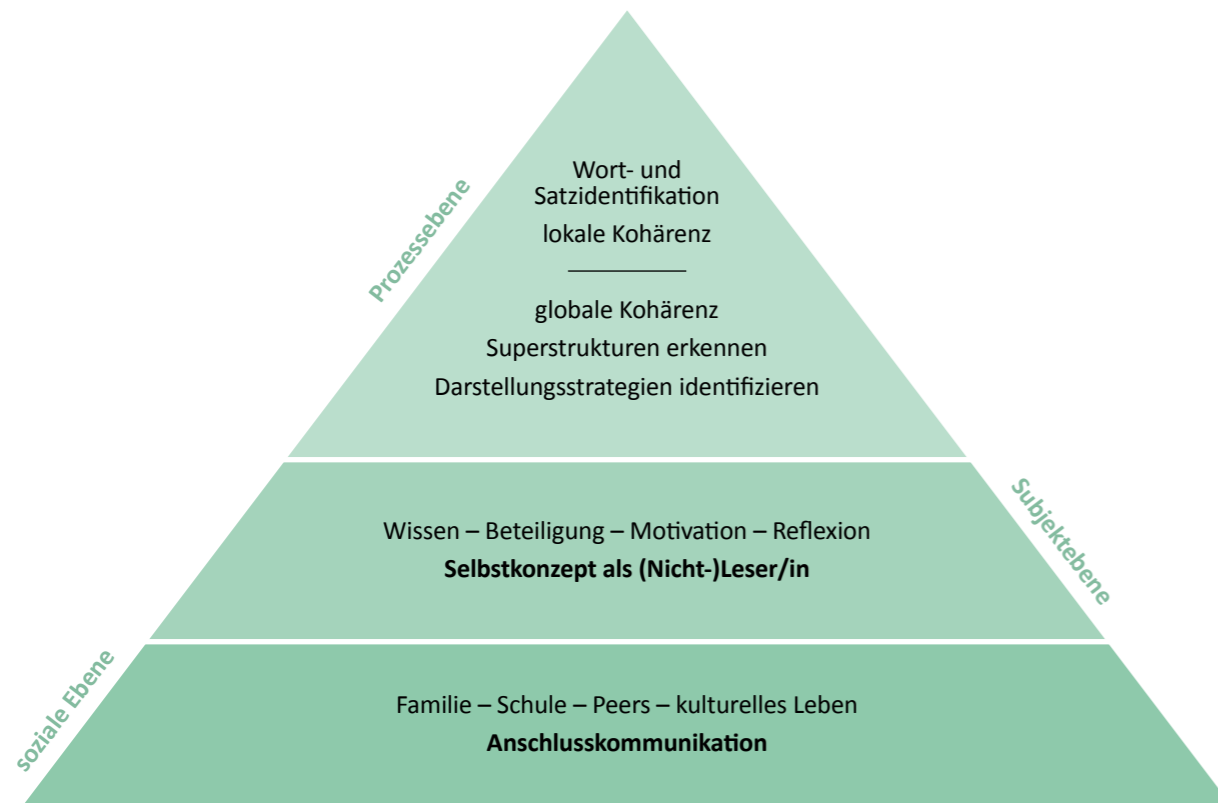 Prozessebene
Wort- und
Satzidentifikation
lokale Kohärenz
globale Kohärenz
Superstrukturen erkennen
Darstellungsstrategien identifizieren
Subjektebene
Wissen – Beteiligung – Motivation – Reflexion
Selbstkonzept als (Nicht-)Leser/in
soziale Ebene
Familie – Schule – Peers – kulturelles Leben
Anschlusskommunikation